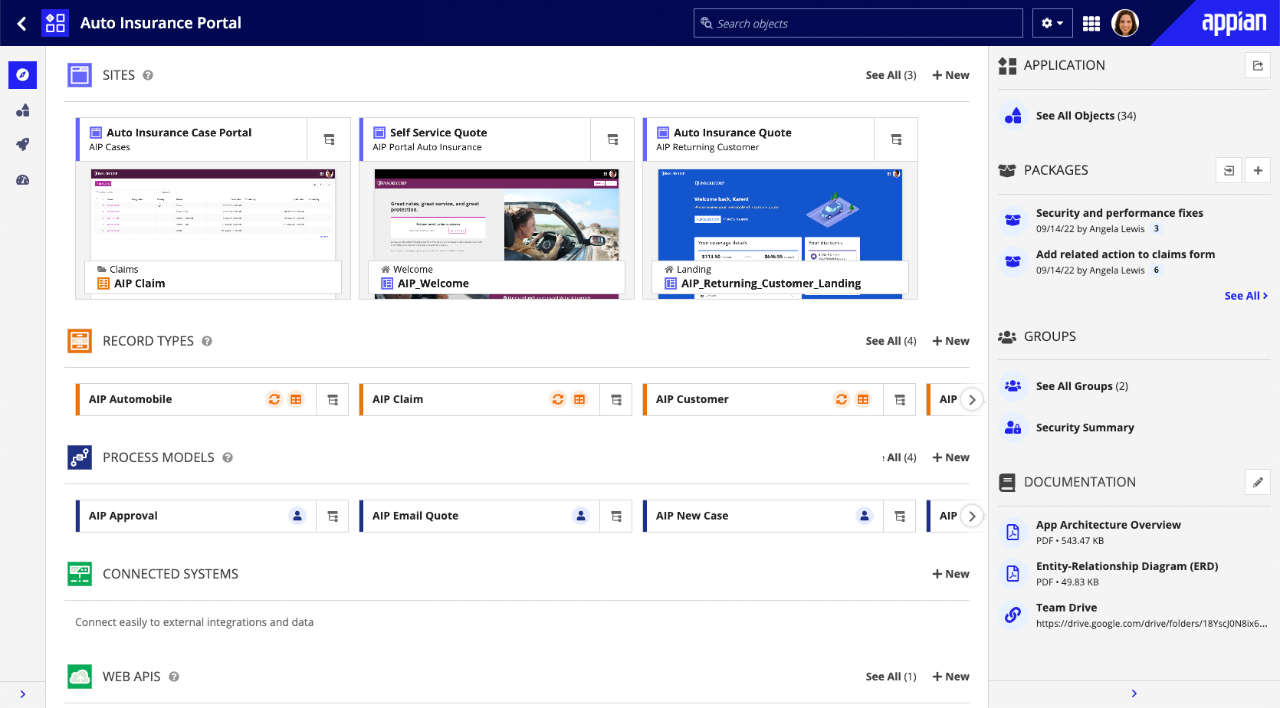 Auto Insurance Portal
Search objects
appian
SITES
See All (3)
New
Auto Insurance Case Portal
AIP Cases
Claims
AIP Claim
Self Service Quote
AIP Portal Auto Insurance
Great rates, great service, and great
protection.
Welcome
AIP_Welcome
Auto Insurance Quote
AIP Returning Customer
Welcome back, Karen!
Your coverage details
Your discounts
Landing
AIP_Returning_Customer_Landing
RECORD TYPES
See All (4)
New
AIP Automobile
AIP Claim
AIP Customer
AIP
PROCESS MODELS
All (4)
New
AIP Approval
AIP Email Quote
AIP New Case
AIP
CONNECTED SYSTEMS
New
Connect easily to external integrations and data
WEB APIS
See All (1)
New
APPLICATION
See All Objects (34)
PACKAGES
Security and performance fixes
09/14/22 by Angela Lewis 3
Add related action to claims form
09/14/22 by Angela Lewis 6
See All
GROUPS
See All Groups (2)
Security Summary
DOCUMENTATION
App Architecture Overview
PDF • 543.47 KB
Entity-Relationship Diagram (ERD)
PDF • 49.83 KB
Team Drive
https://drive.google.com/drive/folders/18YscJ0N8ix6...